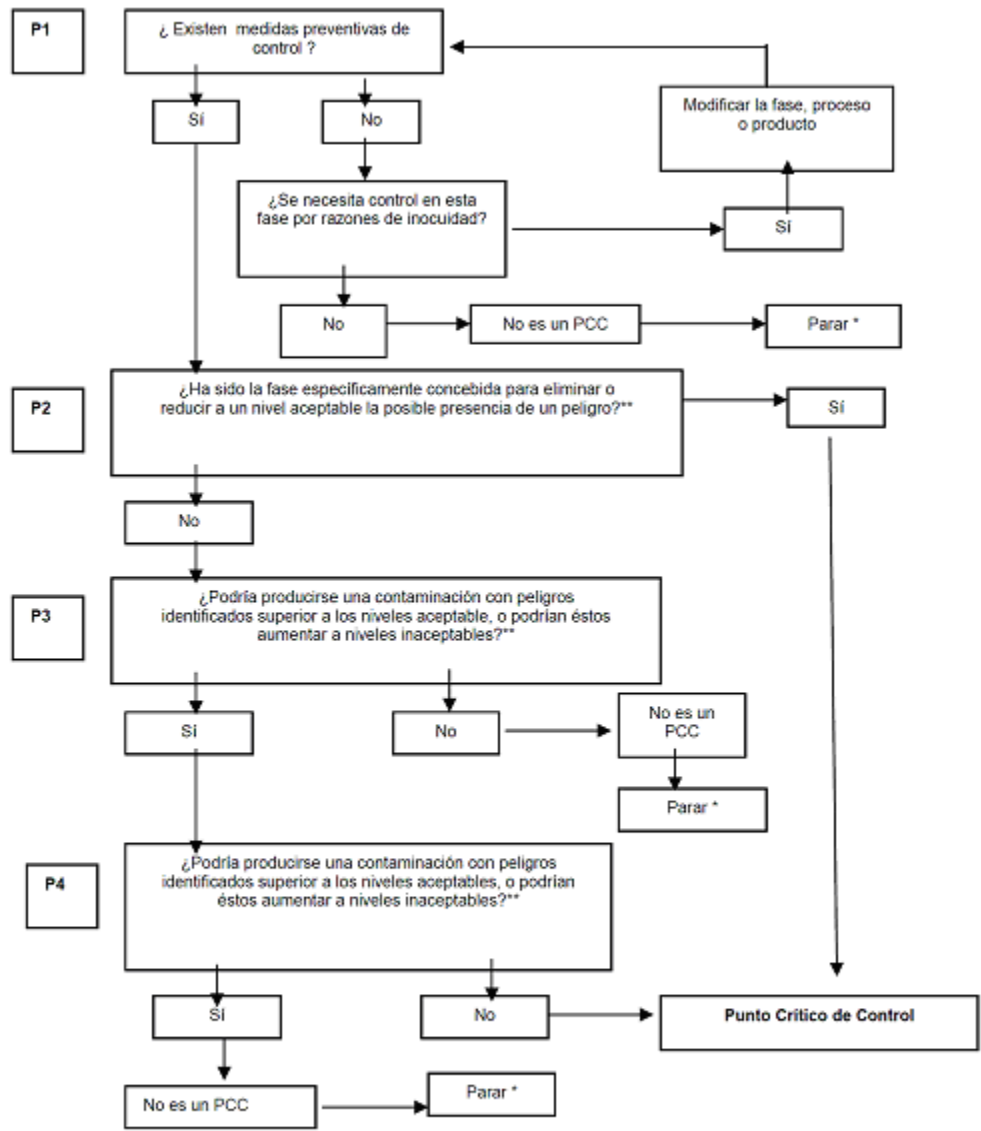 P1
¿ Existen medidas preventivas de
control ?
Sí
No
Modificar la fase, proceso
o producto
¿Se necesita control en esta
fase por razones de inocuidad?
Sí
No
No es un PCC
Parar *
P2
¿Ha sido la fase específicamente concebida para eliminar o
reducir a un nivel aceptable la posible presencia de un peligro?**
Sí
No
P3
¿Podría producirse una contaminación con peligros
identificados superior a los niveles aceptable, o podrían éstos
aumentar a niveles inaceptables?**
Sí
No
No es un
PCC
Parar *
P4
¿Podría producirse una contaminación con peligros
identificados superior a los niveles aceptables, o podrían
éstos aumentar a niveles inaceptables?**
Sí
No
Punto Crítico de Control
No es un PCC
Parar *